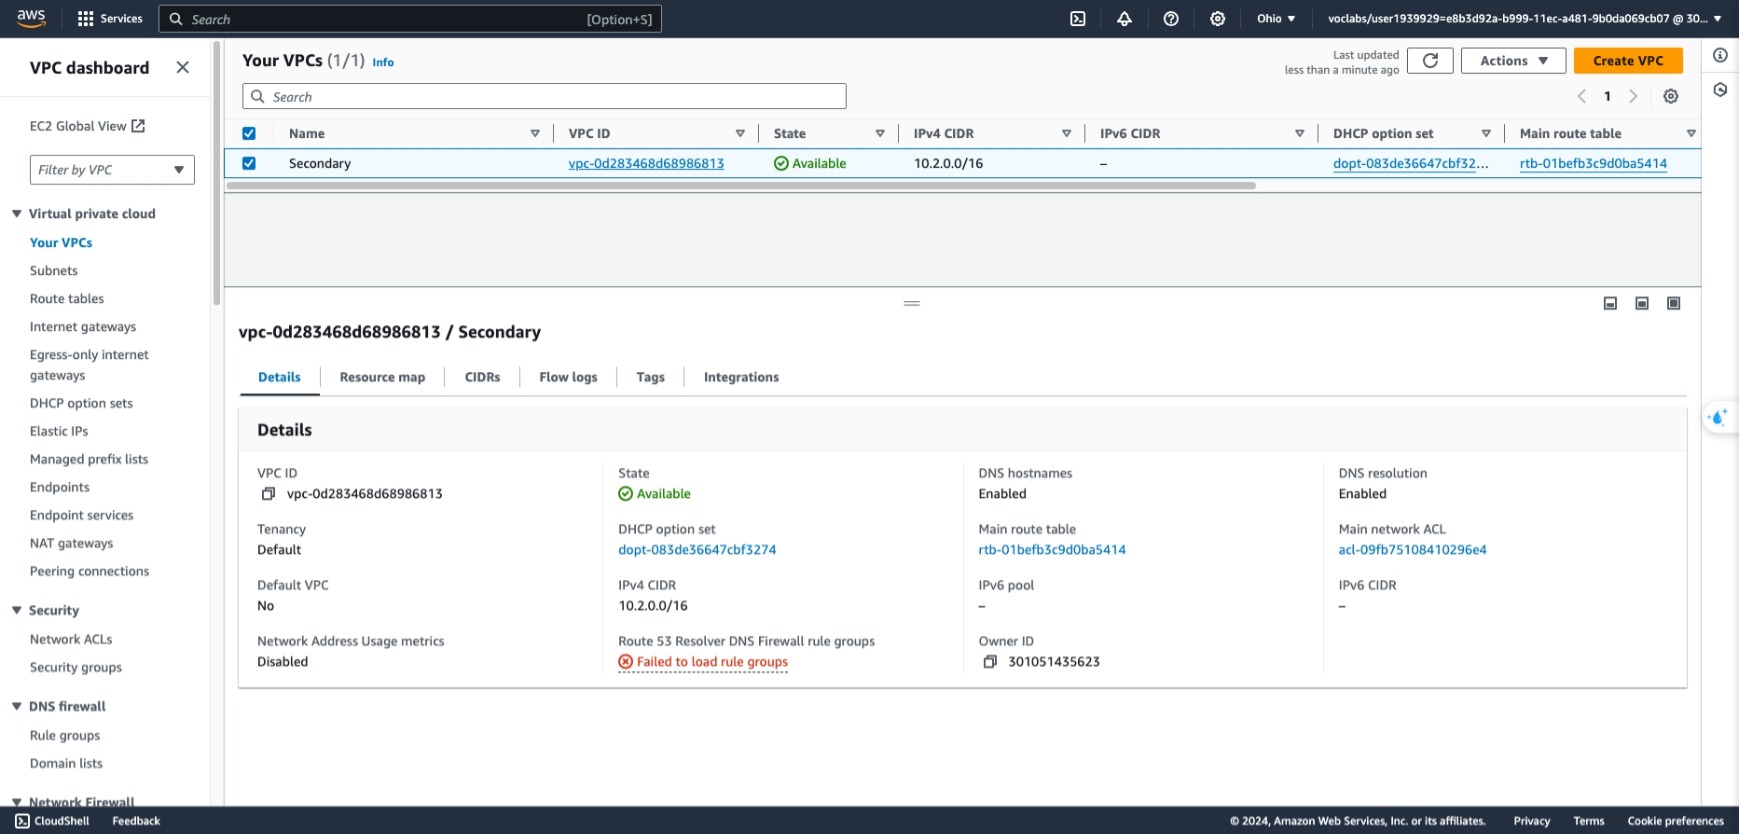 aws
Services
Search
[Option+S]
Ohio ▼
voclabs/user1939929=e8b3d92a-b999-11ec-a481-9b0da069cb07 @ 30... ▼
VPC dashboard
EC2 Global View
Filter by VPC
Virtual private cloud
Your VPCs
Subnets
Route tables
Internet gateways
Egress-only internet
gateways
DHCP option sets
Elastic IPs
Managed prefix lists
Endpoints
Endpoint services
NAT gateways
Peering connections
Security
Network ACLs
Security groups
DNS firewall
Rule groups
Domain lists
Network Firewall
Your VPCs (1/1) Info
Last updated
less than a minute ago
Actions
Create VPC
Search
1
Name
VPC ID
State
IPv4 CIDR
IPv6 CIDR
DHCP option set
Main route table
Secondary
vpc-0d283468d68986813
Available
10.2.0.0/16
–
dopt-083de36647cbf32...
rtb-01befb3c9d0ba5414
vpc-0d283468d68986813 / Secondary
Details
Resource map
CIDRs
Flow logs
Tags
Integrations
Details
VPC ID
vpc-0d283468d68986813
State
Available
DNS hostnames
Enabled
DNS resolution
Enabled
Tenancy
Default
DHCP option set
dopt-083de36647cbf3274
Main route table
rtb-01befb3c9d0ba5414
Main network ACL
acl-09fb75108410296e4
Default VPC
No
IPv4 CIDR
10.2.0.0/16
IPv6 pool
–
IPv6 CIDR
–
Network Address Usage metrics
Disabled
Route 53 Resolver DNS Firewall rule groups
Failed to load rule groups
Owner ID
301051435623
CloudShell
Feedback
© 2024, Amazon Web Services, Inc. or its affiliates.
Privacy
Terms
Cookie preferences